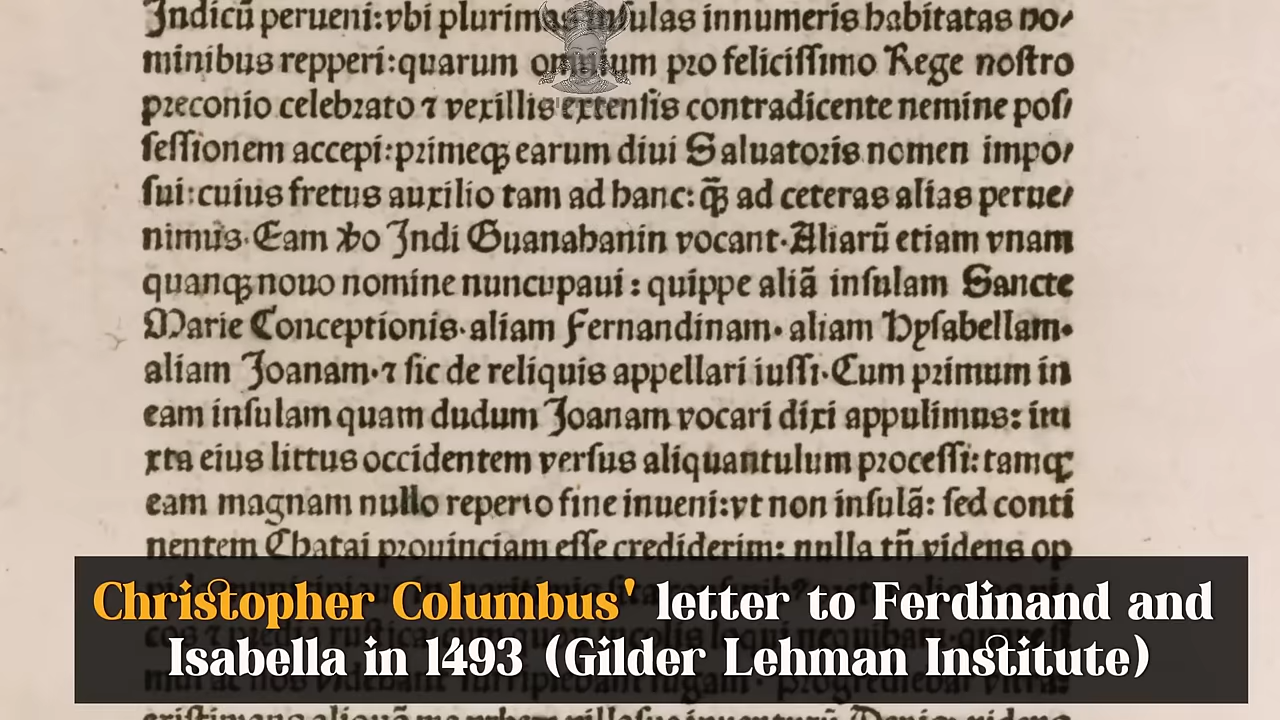 Indicū perueni:vbi plurimas insulas innumeris habitatas ho⸗
minibus repperi:quarum omnium pro feliciſſimo Rege noſtro
preconio celebrato ⁊ vexillis extenſis contradicente nemine poſ⸗
ſeſſionem accepi:primeqꝫ earum diui Saluatoris nomen impo⸗
ſui:cuius fretus auxilio tam ad hanc:q̄ꝫ ad ceteras alias perue⸗
nimus. Eam ꝟo Indi Guanahanin vocant. Aliarū etiam vnam
quanqꝫ nouo nomine nuncupaui: quippe aliā inſulam Sancte
Marie Conceptionis. aliam Fernandinam. aliam Hyſabellam.
aliam Joanam. ⁊ ſic de reliquis appellari iuſſi. Cum primum in
eam inſulam quam dudum Joanam vocari dixi appulimus: iu
xta eius littus occidentem verſus aliquantulum proceſſi: tamqꝫ
eam magnam nullo reperto fine inueni:vt non inſulā: ſed conti
nentem Chatai prouinciam eſſe crediderim: nulla tn̄ videns op
Christopher Columbus' letter to Ferdinand and
Isabella in 1493 (Gilder Lehman Institute)